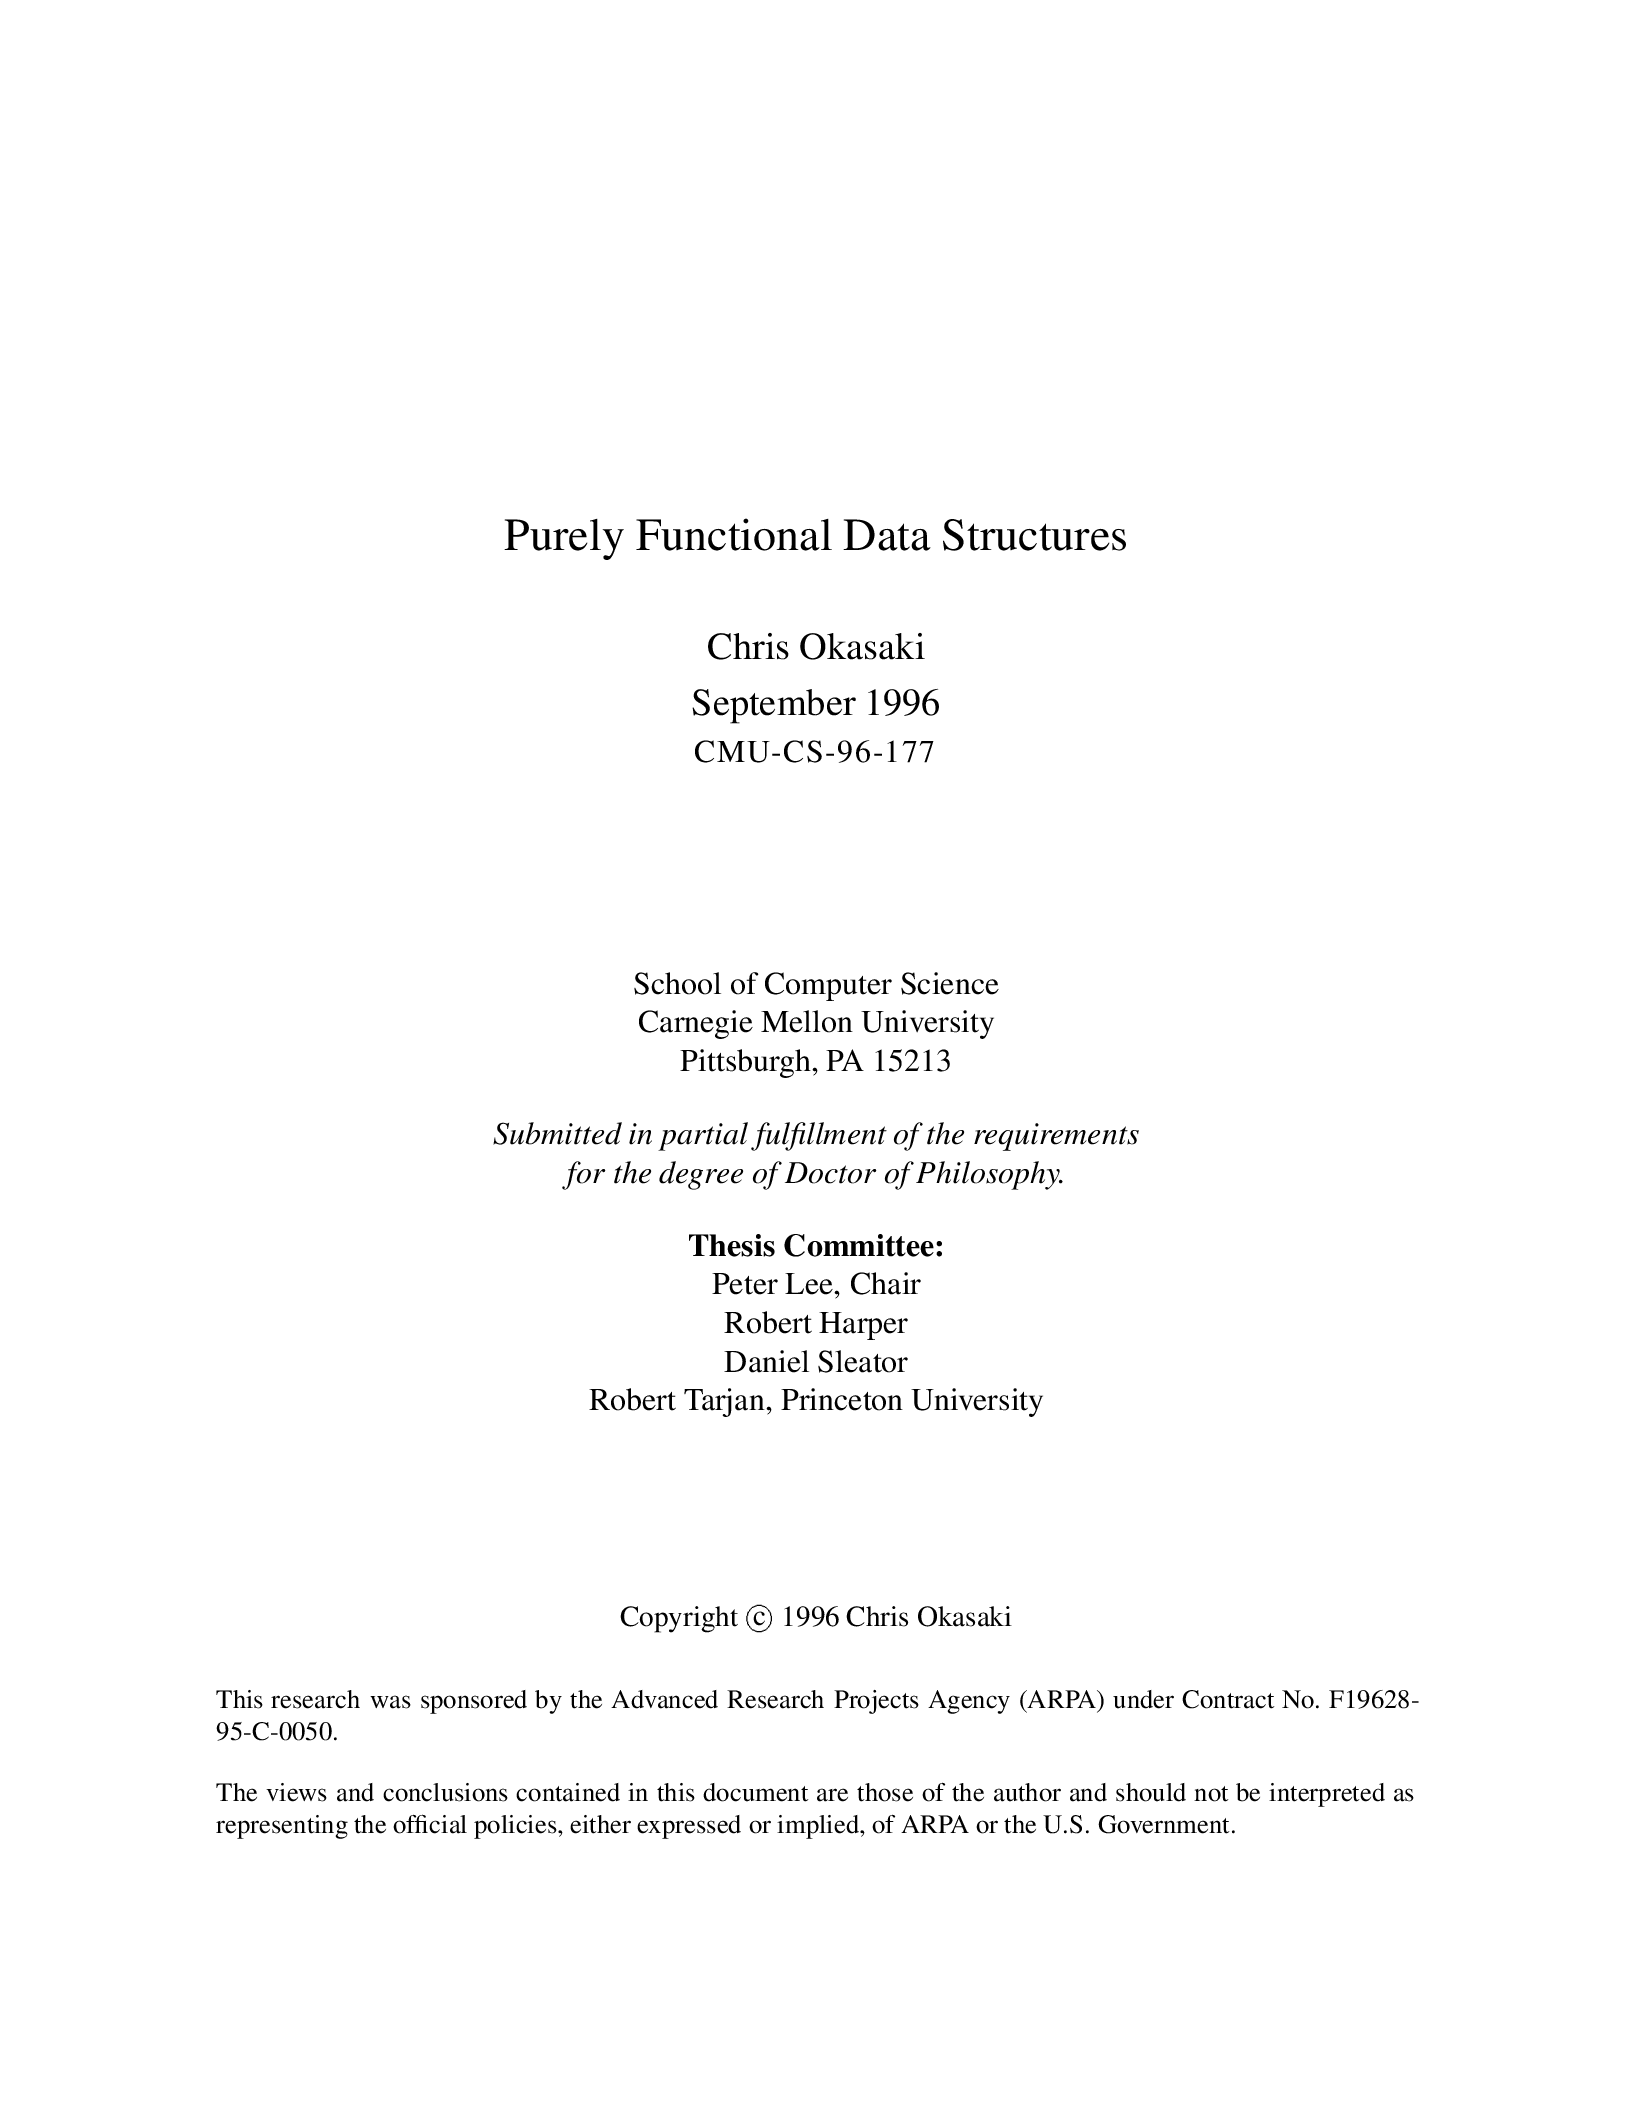 Purely Functional Data Structures
Chris Okasaki
September 1996
CMU-CS-96-177
School of Computer Science
Carnegie Mellon University
Pittsburgh, PA 15213
Submitted in partial fulfillment of the requirements
for the degree of Doctor of Philosophy.
Thesis Committee:
Peter Lee, Chair
Robert Harper
Daniel Sleator
Robert Tarjan, Princeton University
Copyright © 1996 Chris Okasaki
This research was sponsored by the Advanced Research Projects Agency (ARPA) under Contract No. F19628-
95-C-0050.
The views and conclusions contained in this document are those of the author and should not be interpreted as
representing the official policies, either expressed or implied, of ARPA or the U.S. Government.